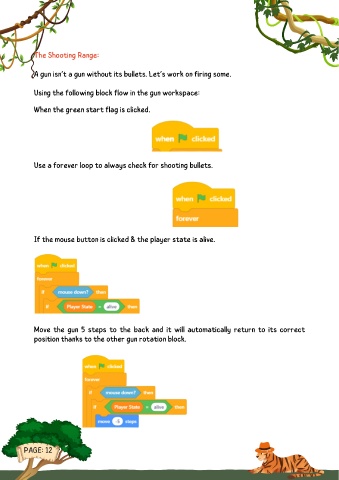 The Shooting Range:
A gun isn't a gun without its bullets. Let's work on firing some.
Using the following block flow in the gun workspace:
When the green start flag is clicked.
when clicked
Use a forever loop to always check for shooting bullets.
when clicked
forever
If the mouse button is clicked & the player state is alive.
when clicked
forever
if mouse down? then
if Player State = alive then
Move the gun 5 steps to the back and it will automatically return to its correct
position thanks to the other gun rotation block.
when clicked
forever
if mouse down? then
if Player State = alive then
move steps
PAGE: 12